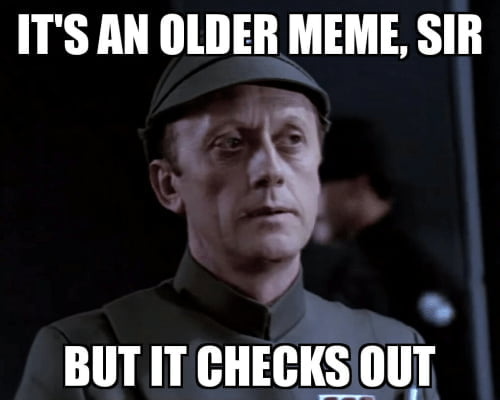 IT'S AN OLDER MEME, SIR
BUT IT CHECKS OUT